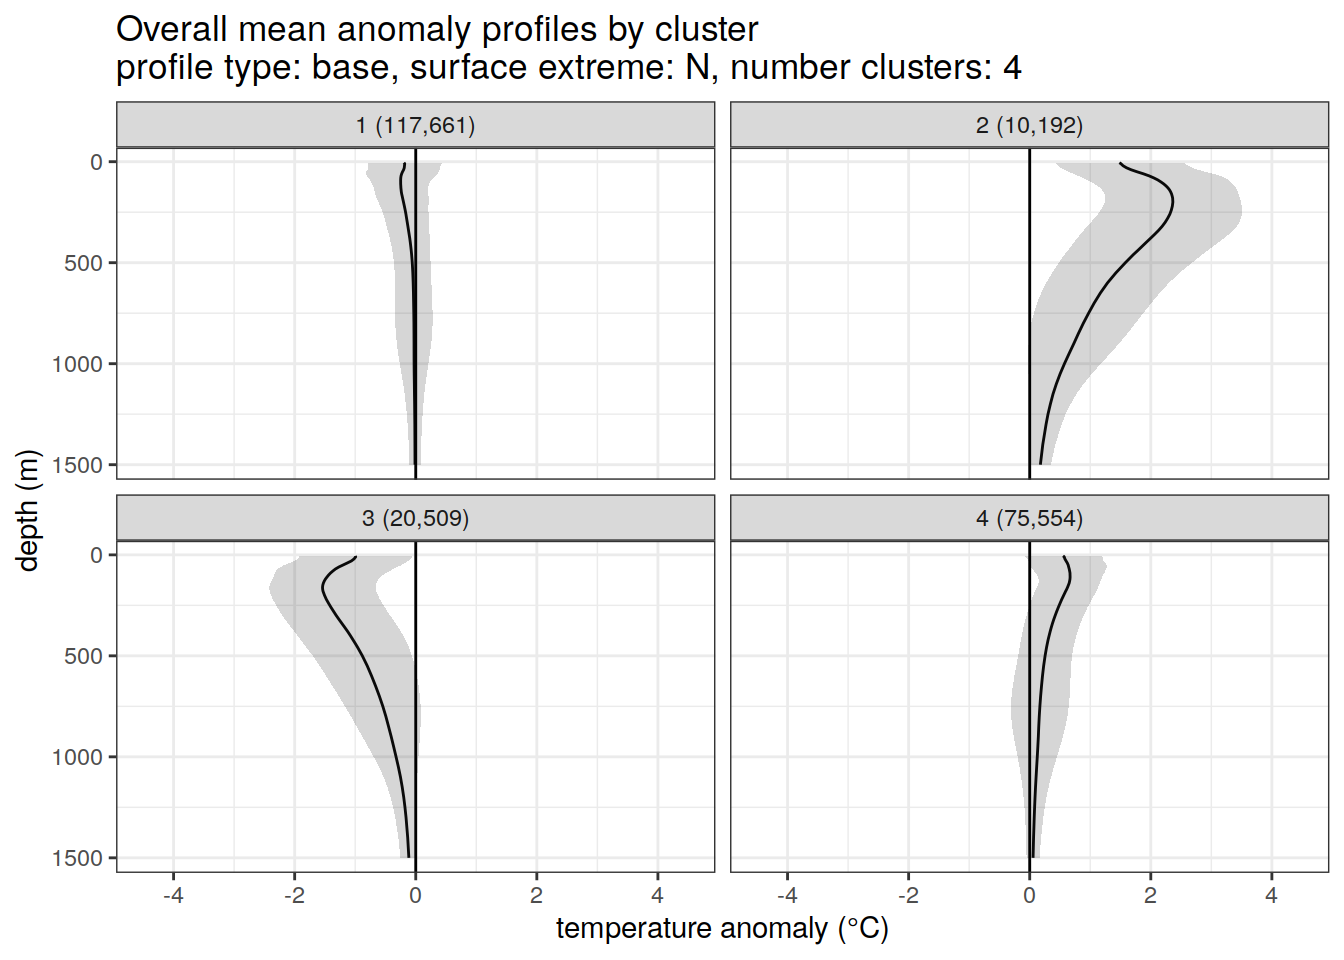 Overall mean anomaly profiles by cluster
profile type: base, surface extreme: N, number clusters: 4
1 (117,661)
2 (10,192)
0
500
1000
1500
3 (20,509)
4 (75,554)
0
500
1000
1500
depth (m)
-4 -2 0 2 4
-4 -2 0 2 4
temperature anomaly (°C)